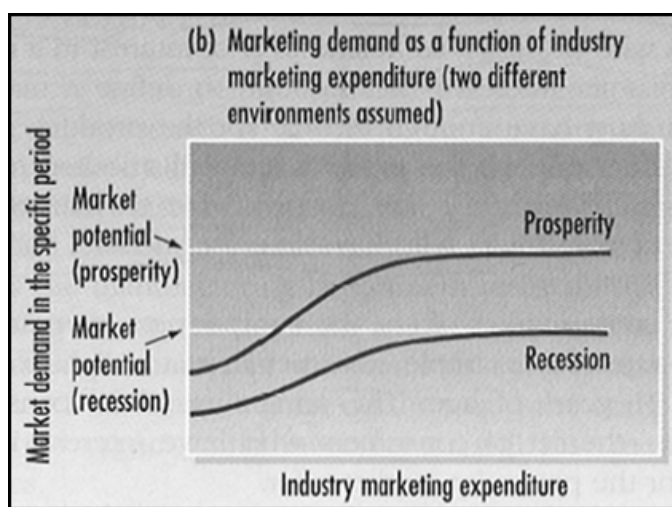 (b) Marketing demand as a function of industry
marketing expenditure (two different
environments assumed)
Market demand in the specific period
Market
potential
(prosperity)
Market
potential
(recession)
Prosperity
Recession
Industry marketing expenditure